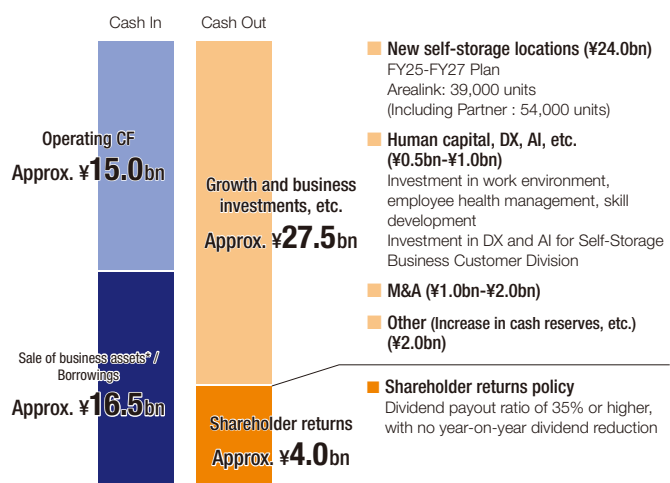 Cash In
Cash Out
Operating CF
Approx. ¥15.0bn
Sale of business assets* /
Borrowings
Approx. ¥16.5bn
Growth and business
investments, etc.
Approx. ¥27.5bn
Shareholder returns
Approx. ¥4.0bn
New self-storage locations (¥24.0bn)
FY25-FY27 Plan
Arealink: 39,000 units
(Including Partner : 54,000 units)
Human capital, DX, AI, etc.
(¥0.5bn-¥1.0bn)
Investment in work environment,
employee health management, skill
development
Investment in DX and AI for Self-Storage
Business Customer Division
M&A (¥1.0bn-¥2.0bn)
Other (Increase in cash reserves, etc.)
(¥2.0bn)
Shareholder returns policy
Dividend payout ratio of 35% or higher,
with no year-on-year dividend reduction